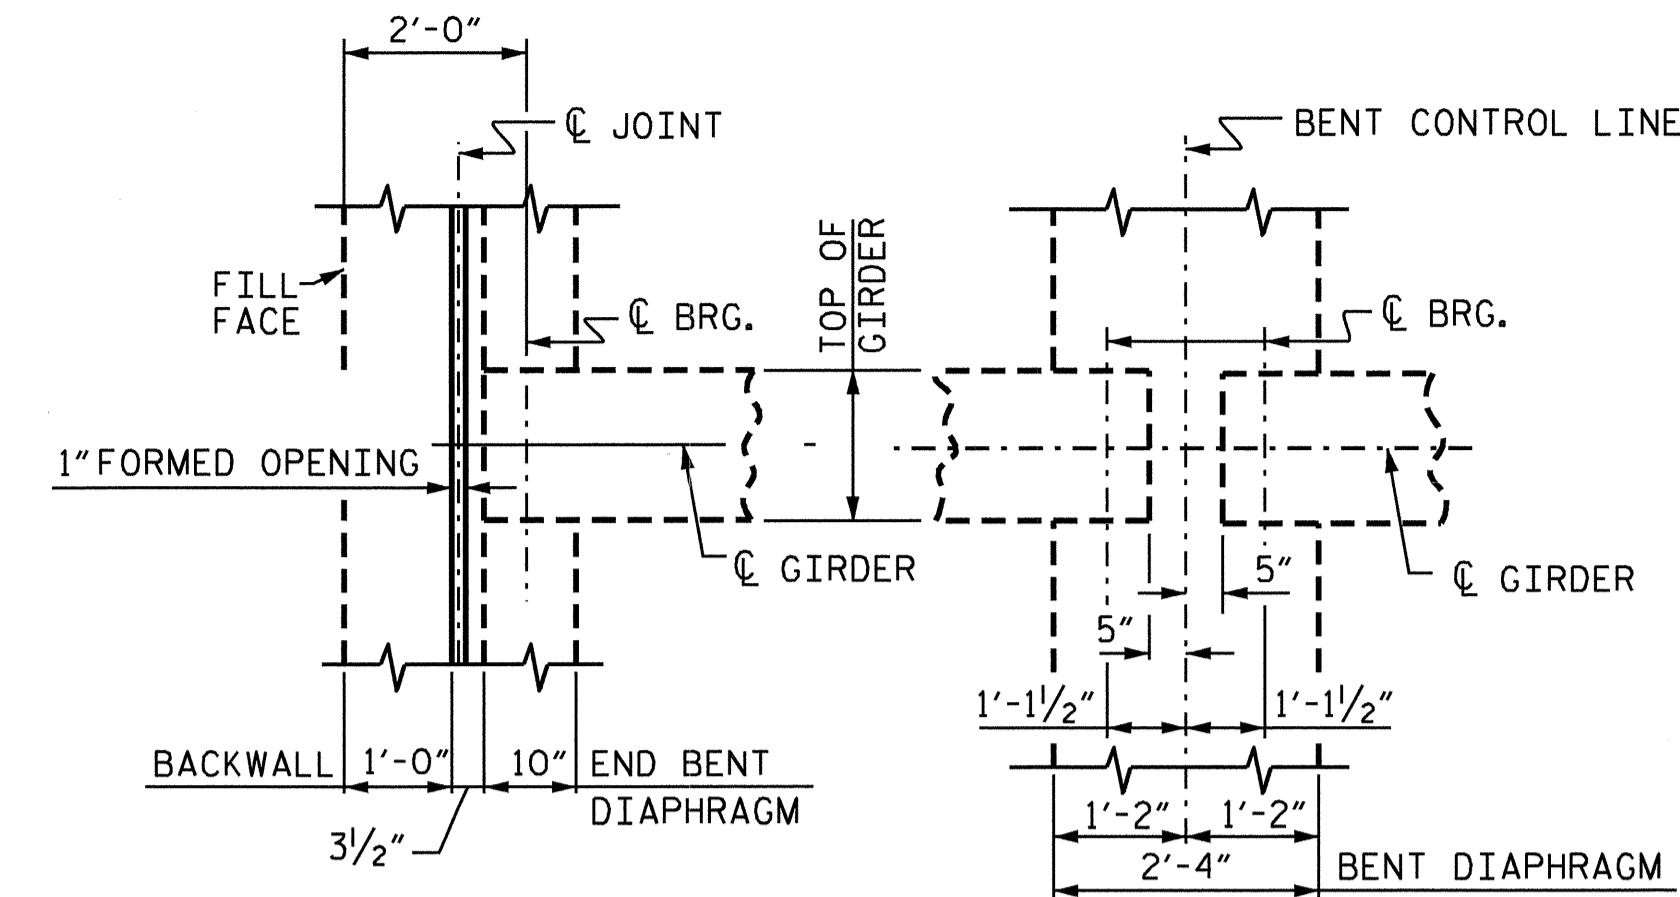 2'-0"
℄ JOINT
BENT CONTROL LINE
FILL
FACE
℄ BRG.
TOP OF
GIRDER
℄ BRG.
1" FORMED OPENING
℄ GIRDER
5"
℄ GIRDER
5"
1'-1½"
1'-1½"
BACKWALL
1'-0"
10"
END BENT
DIAPHRAGM
3½"
1'-2"
1'-2"
2'-4"
BENT DIAPHRAGM